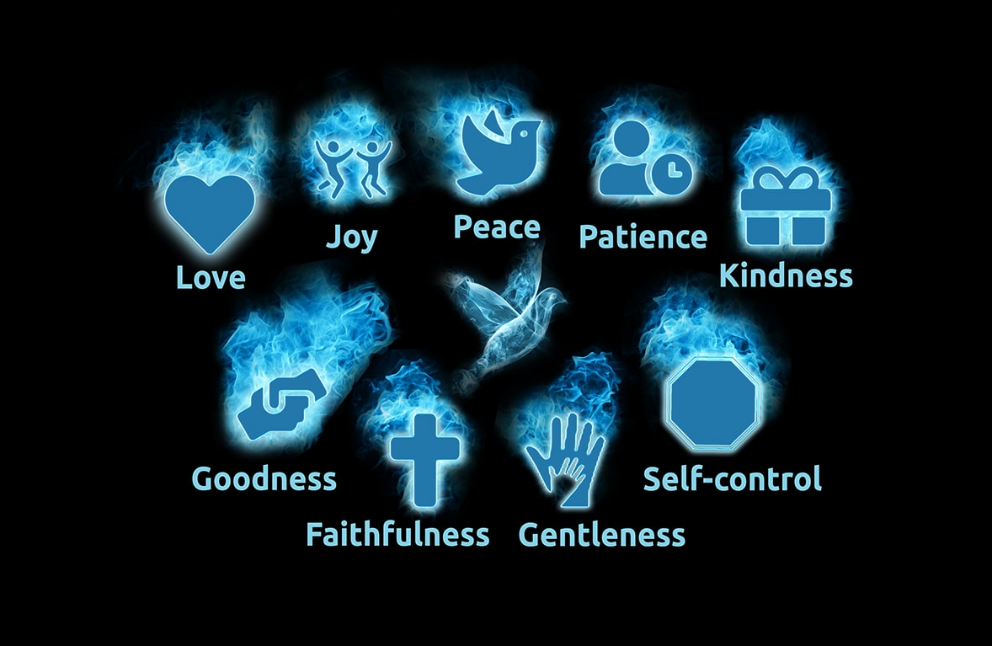 Love
Joy
Peace
Patience
Kindness
Goodness
Faithfulness
Gentleness
Self-control